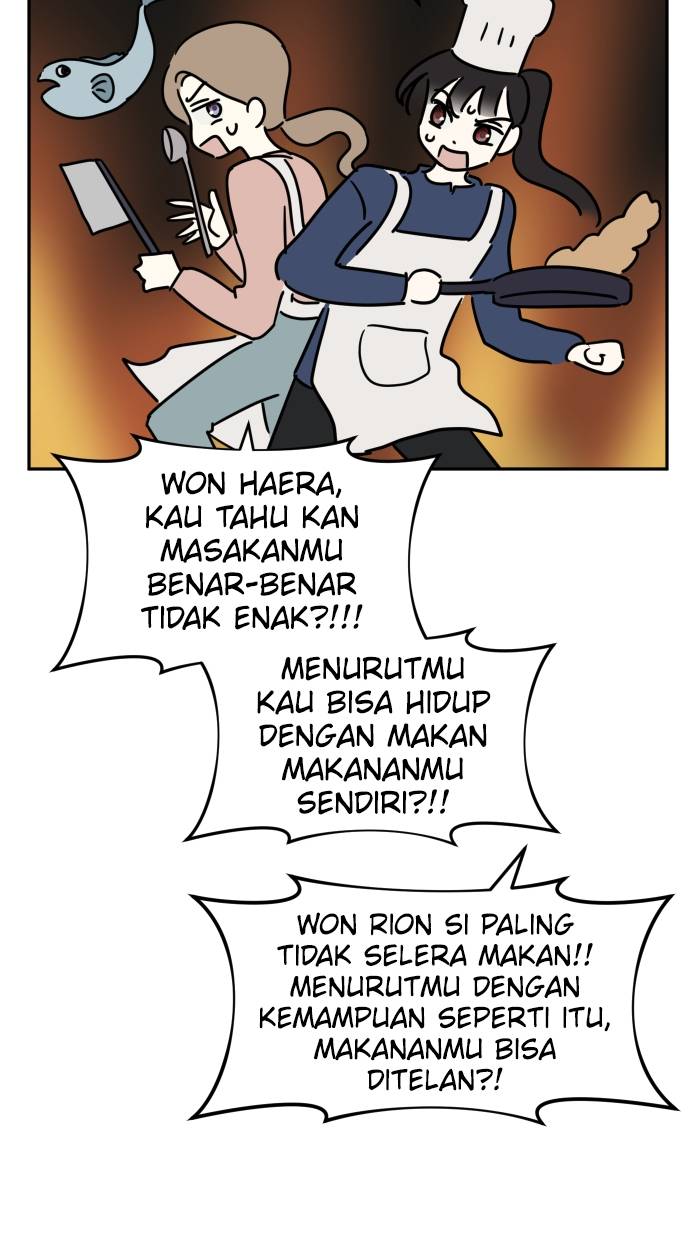 WON HAERA,
KAU TAHU KAN
MASAKANMU
BENAR-BENAR
TIDAK ENAK?!!!
MENURUTMU
KAU BISA HIDUP
DENGAN MAKAN
MAKANANMU
SENDIRI?!!
WON RION SI PALING
TIDAK SELERA MAKAN!!
MENURUTMU DENGAN
KEMAMPUAN SEPERTI ITU,
MAKANANMU BISA
DITELAN?!